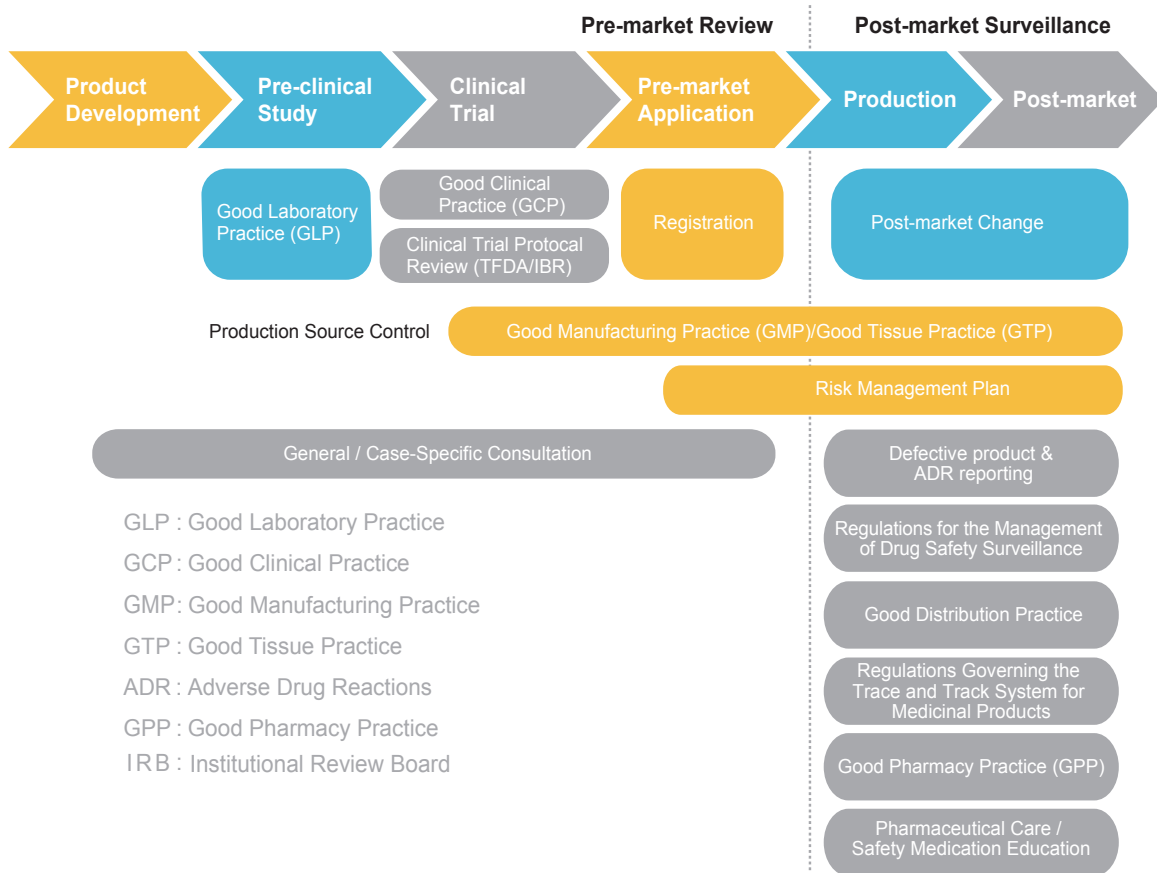 Pre-market Review
Post-market Surveillance
Product
Development
Pre-clinical
Study
Clinical
Trial
Pre-market
Application
Production
Post-market
Good Laboratory
Practice (GLP)
Good Clinical
Practice (GCP)
Clinical Trial Protocal
Review (TFDA/IBR)
Registration
Post-market Change
Production Source Control
Good Manufacturing Practice (GMP)/Good Tissue Practice (GTP)
Risk Management Plan
General / Case-Specific Consultation
Defective product &
ADR reporting
Regulations for the Management
of Drug Safety Surveillance
Good Distribution Practice
Regulations Governing the
Trace and Track System for
Medicinal Products
Good Pharmacy Practice (GPP)
Pharmaceutical Care /
Safety Medication Education
GLP : Good Laboratory Practice
GCP : Good Clinical Practice
GMP : Good Manufacturing Practice
GTP : Good Tissue Practice
ADR : Adverse Drug Reactions
GPP : Good Pharmacy Practice
IRB : Institutional Review Board